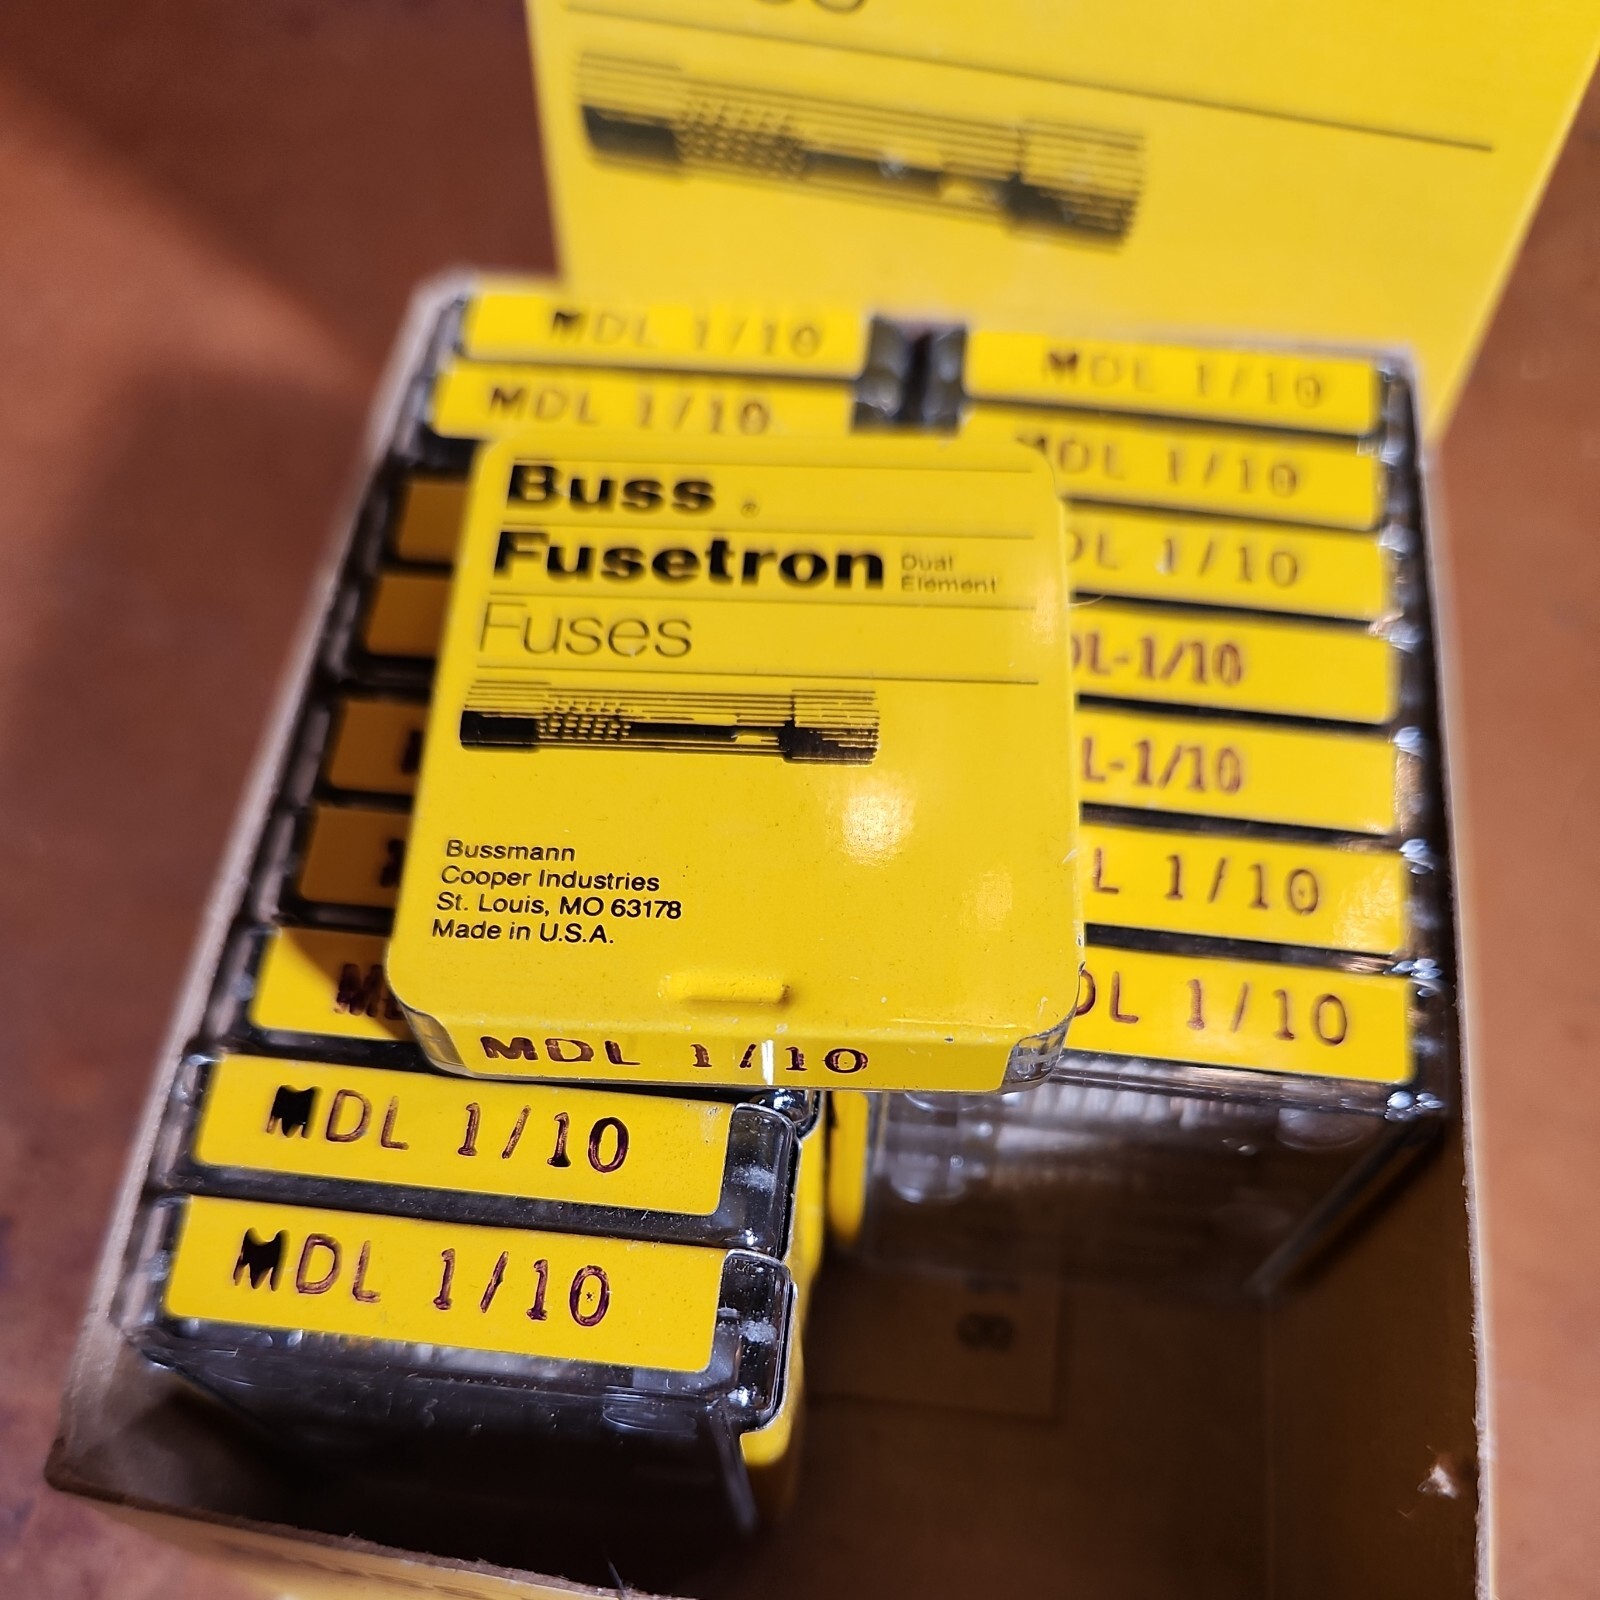 MDL 1/10
MDL 1/10
MDL 1/10
MDL 1/10
DL 1/10
DL-1/10
L-1/10
L 1/10
DL 1/10
Buss ®
Fusetron Dual Element
Fuses
Bussmann
Cooper Industries
St. Louis, MO 63178
Made in U.S.A.
MDL 1/10
MDL 1/10
MDL 1/10